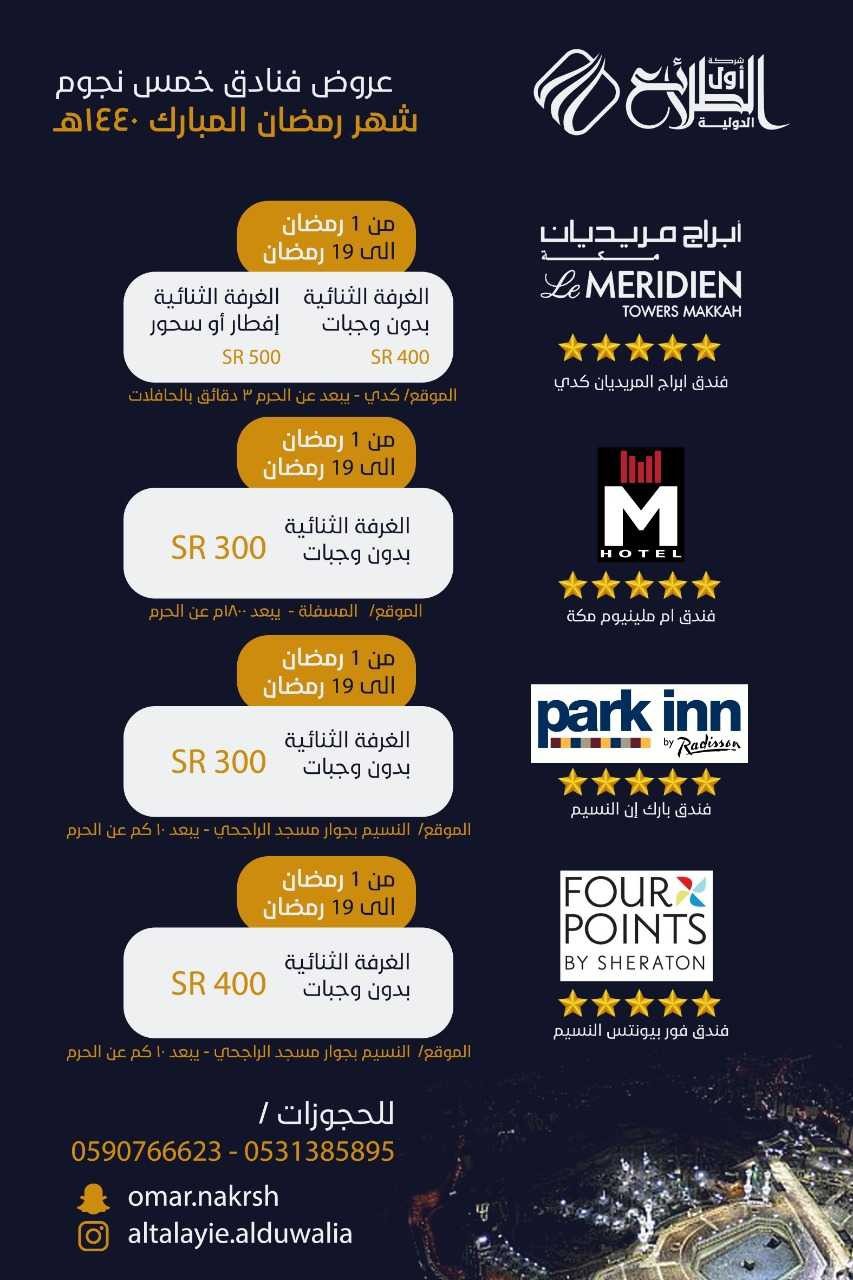 شركة
أول
الطلائع
الدولية
عروض فنادق خمس نجوم
شهر رمضان المبارك ١٤٤٠هـ
أبراج مريديان
مكة
Le MERIDIEN
TOWERS MAKKAH
فندق ابراج المريديان كدي
من 1 رمضان
الى 19 رمضان
الغرفة الثنائية
بدون وجبات
SR 400
الغرفة الثنائية
إفطار أو سحور
SR 500
الموقع/ كدي - يبعد عن الحرم ٣ دقائق بالحافلات
M
HOTEL
فندق ام ملينيوم مكة
من 1 رمضان
الى 19 رمضان
الغرفة الثنائية
بدون وجبات
SR 300
الموقع/ المسفلة - يبعد ١٨٠٠م عن الحرم
park inn
by Radisson
فندق بارك إن النسيم
من 1 رمضان
الى 19 رمضان
الغرفة الثنائية
بدون وجبات
SR 300
الموقع/ النسيم بجوار مسجد الراجحي - يبعد ١٠ كم عن الحرم
FOUR
POINTS
BY SHERATON
فندق فور بيونتس النسيم
من 1 رمضان
الى 19 رمضان
الغرفة الثنائية
بدون وجبات
SR 400
الموقع/ النسيم بجوار مسجد الراجحي - يبعد ١٠ كم عن الحرم
للحجوزات /
0590766623 - 0531385895
omar.nakrsh
altalayie.alduwalia